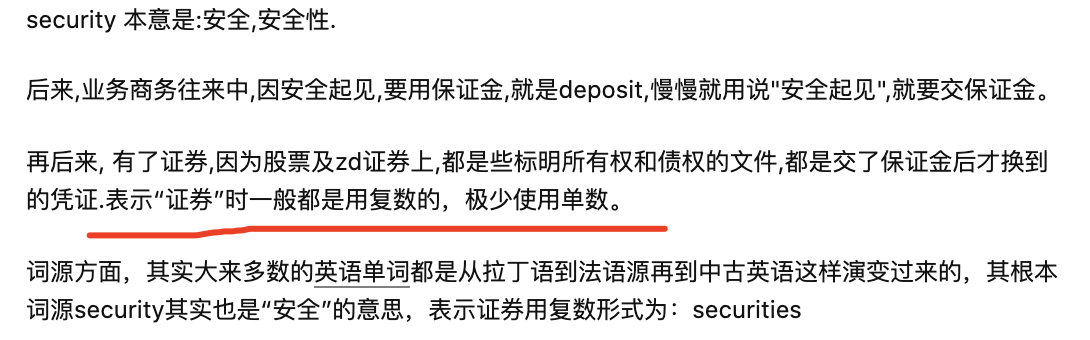 security 本意是:安全,安全性.
后来,业务商务往来中,因安全起见,要用保证金,就是deposit,慢慢就用说"安全起见",就要交保证金。
再后来, 有了证券,因为股票及zd证券上,都是些标明所有权和债权的文件,都是交了保证金后才换到
的凭证.表示“证券”时一般都是用复数的，极少使用单数。
词源方面，其实大来多数的英语单词都是从拉丁语到法语源再到中古英语这样演变过来的，其根本
词源security其实也是“安全”的意思，表示证券用复数形式为：securities